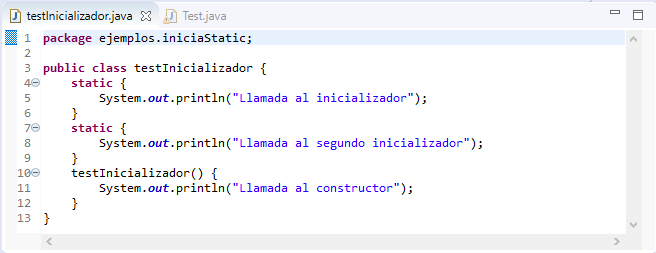 testInicializador.java Test.java
1 package ejemplos.iniciaStatic;
2
3 public class testInicializador {
4 static {
5 System.out.println("Llamada al inicializador");
6 }
7 static {
8 System.out.println("Llamada al segundo inicializador");
9 }
10 testInicializador() {
11 System.out.println("Llamada al constructor");
12 }
13 }